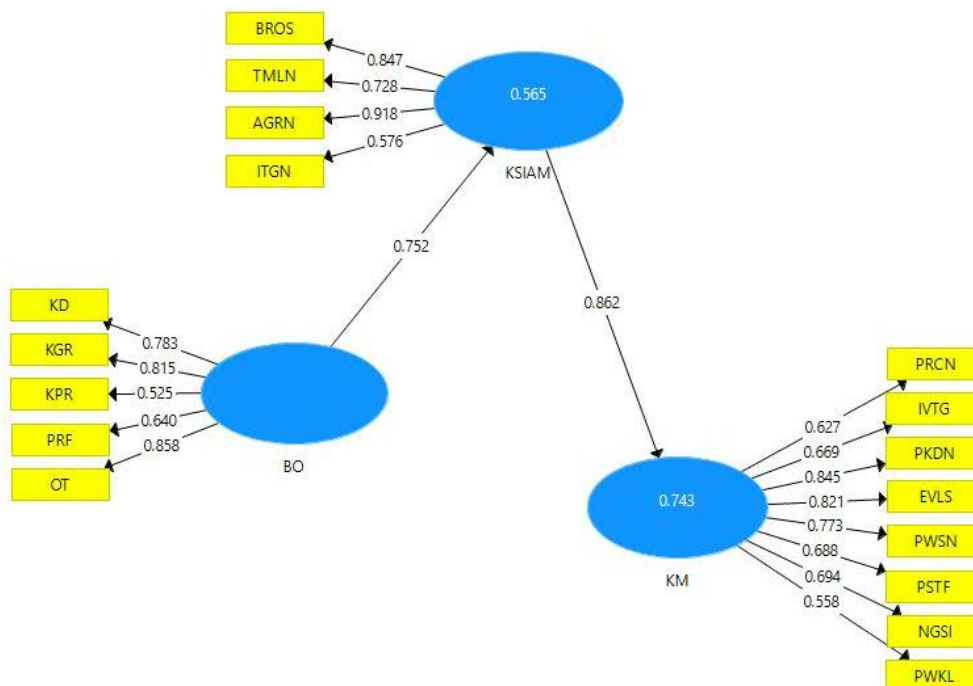 BROS
TMLN
AGRN
ITGN
0.847
0.728
0.918
0.576
0.565
KSIAM
0.752
0.862
KD
KGR
KPR
PRF
OT
0.783
0.815
0.525
0.640
0.858
BO
0.743
KM
0.627
0.669
0.845
0.821
0.773
0.688
0.694
0.558
PRCN
IVTG
PKDN
EVLS
PWSN
PSTF
NGSI
PWKL